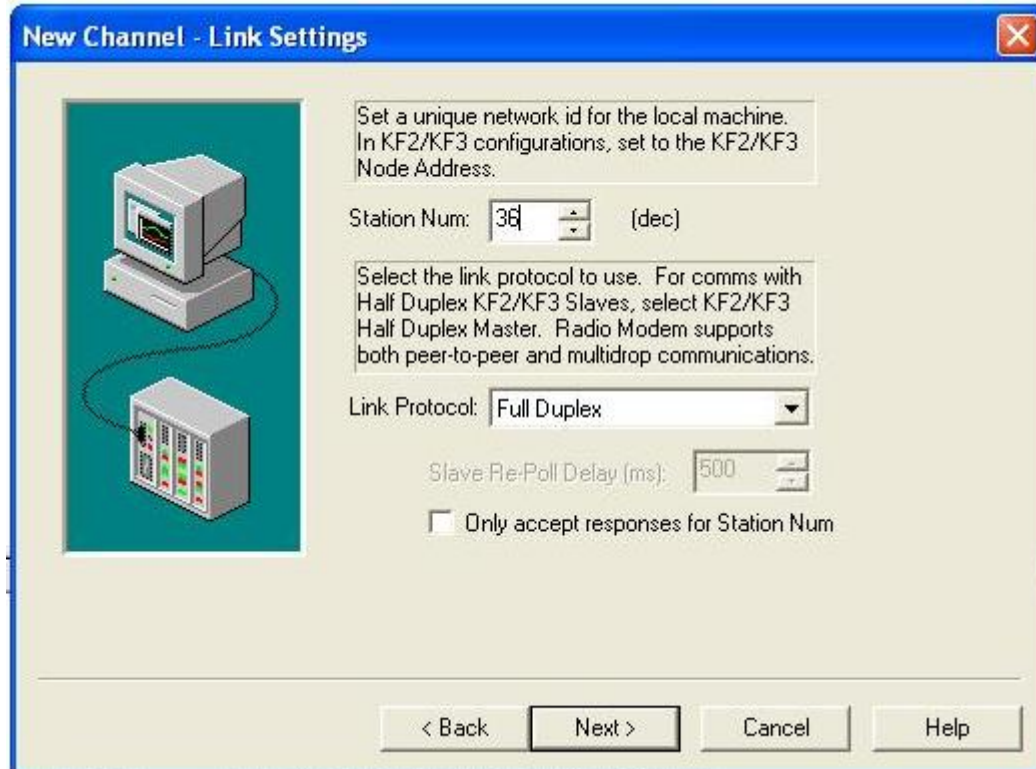 New Channel - Link Settings
Set a unique network id for the local machine.
In KF2/KF3 configurations, set to the KF2/KF3
Node Address.
Station Num: 36 (dec)
Select the link protocol to use. For comms with
Half Duplex KF2/KF3 Slaves, select KF2/KF3
Half Duplex Master. Radio Modem supports
both peer-to-peer and multidrop communications.
Link Protocol: Full Duplex
Slave Re-Poll Delay (ms): 500
Only accept responses for Station Num
< Back Next > Cancel Help